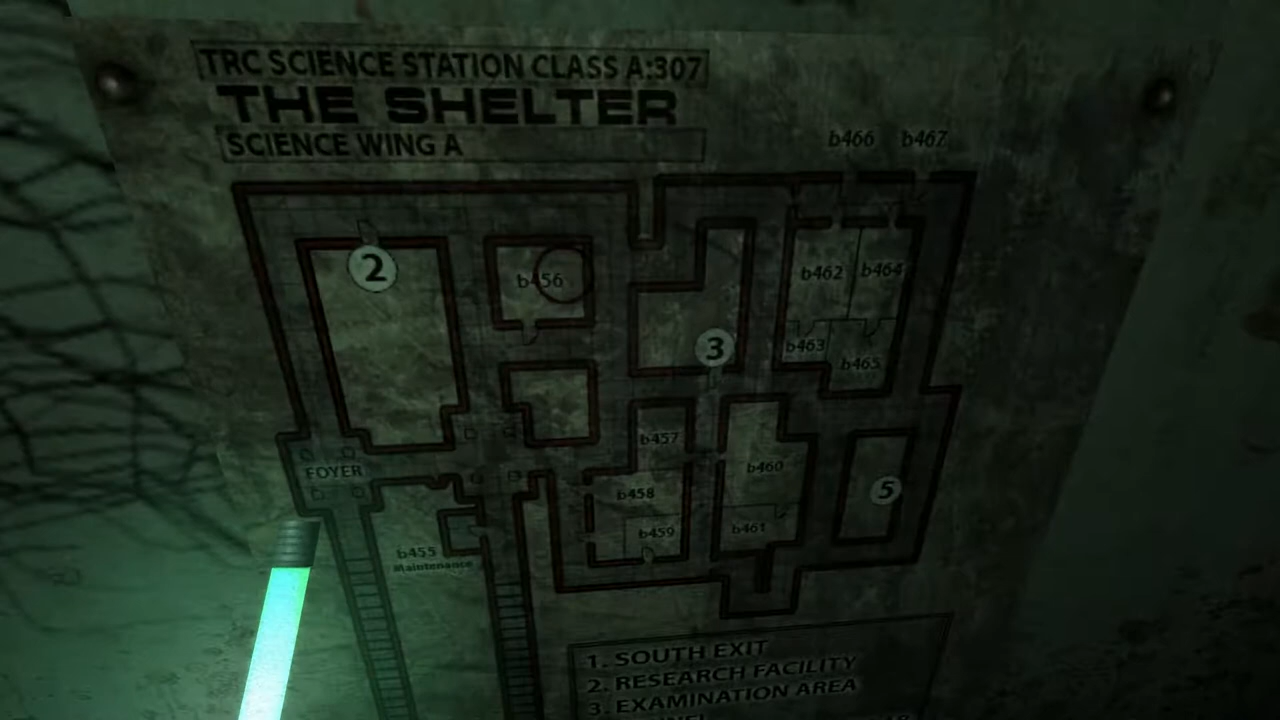 TRC SCIENCE STATION CLASS A:307
THE SHELTER
SCIENCE WING A
b466 b467
2
b456
b462 b464
3
b463
b465
b457
FOYER
b460
b458
5
b459
b461
b455
Maintenance
1. SOUTH EXIT
2. RESEARCH FACILITY
3. EXAMINATION AREA